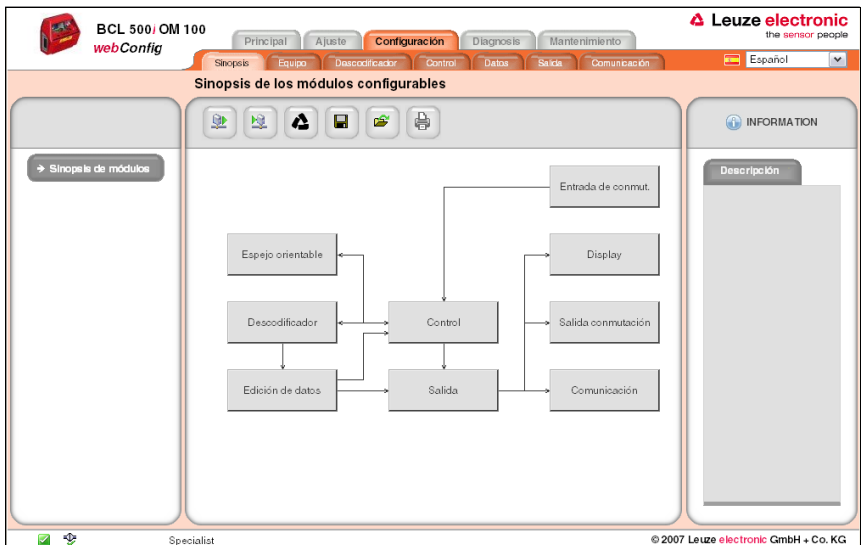 BCL 500i OM 100
webConfig
Principal
Ajuste
Configuración
Diagnosis
Mantenimiento
Leuze electronic
the sensor people
Sinopsis
Equipo
Descodificador
Control
Datos
Salida
Comunicación
Español
Sinopsis de los módulos configurables
INFORMATION
Sinopsis de módulos
Descripción
Entrada de conmut.
Espejo orientable
Display
Descodificador
Control
Salida conmutación
Edición de datos
Salida
Comunicación
Specialist
© 2007 Leuze electronic GmbH + Co. KG